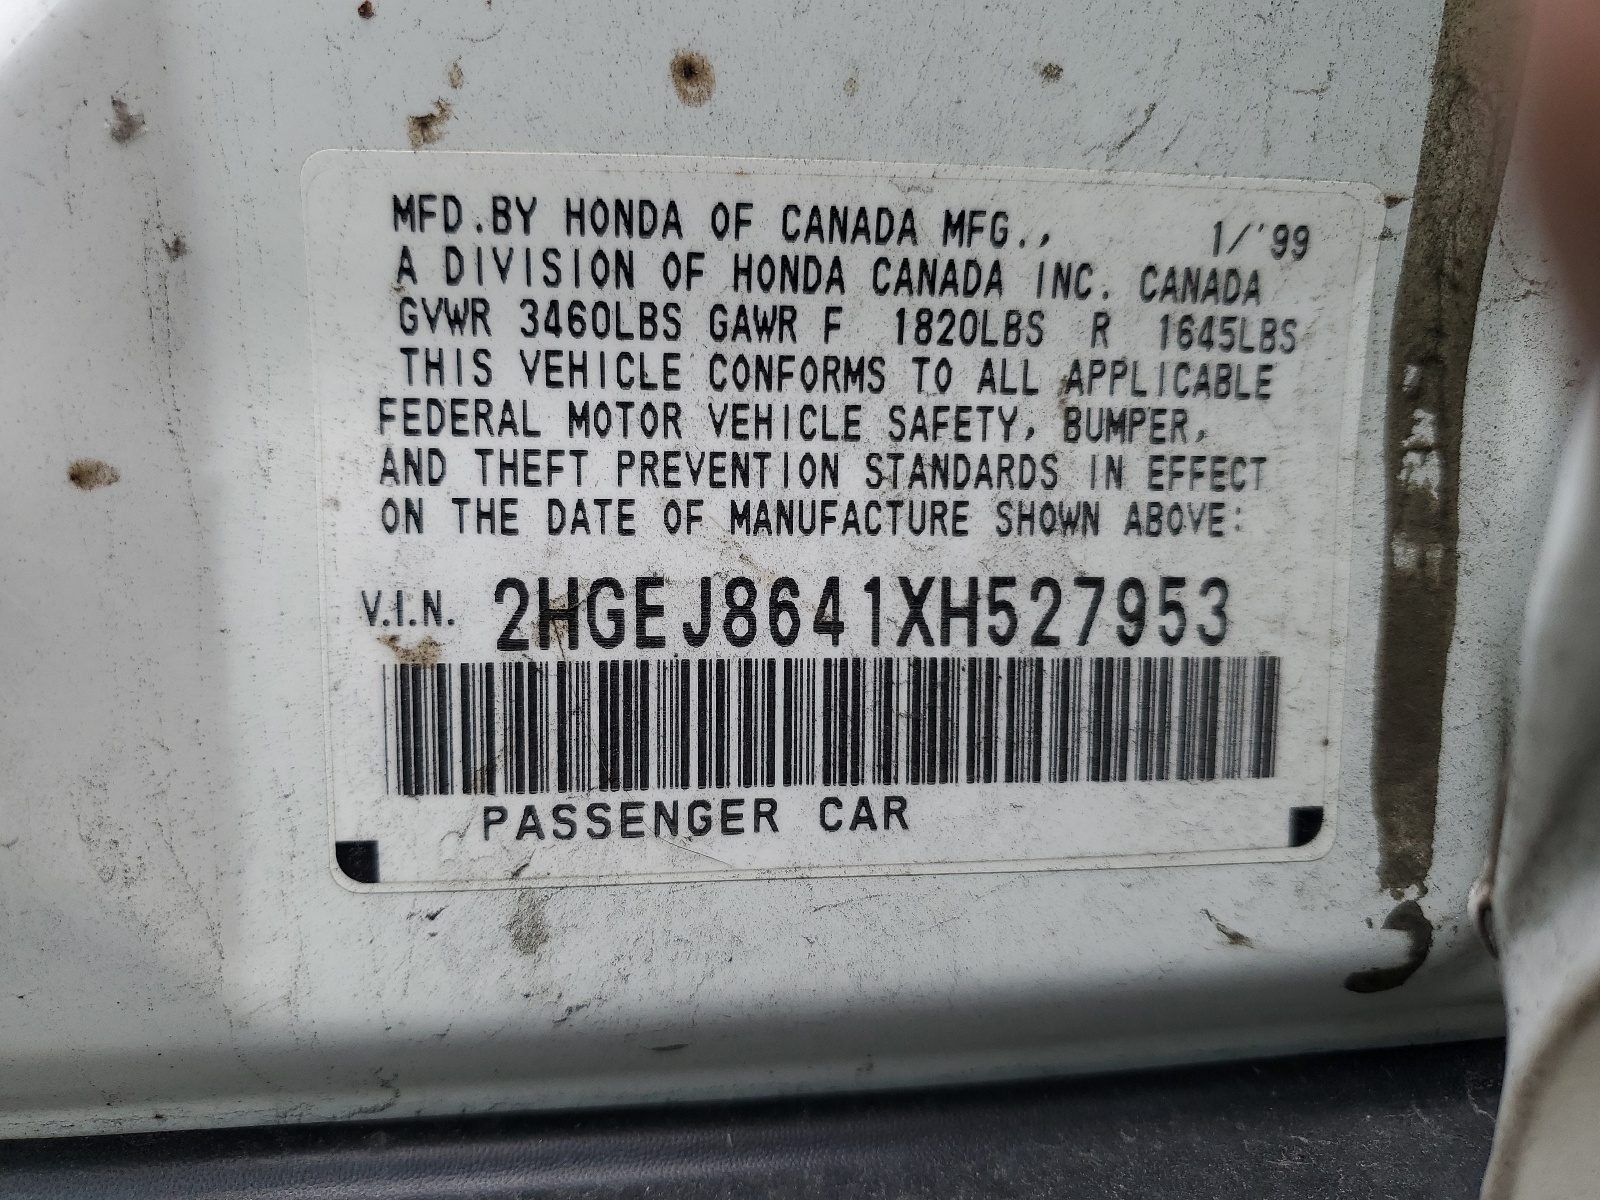 MFD.BY HONDA OF CANADA MFG., 1/'99
A DIVISION OF HONDA CANADA INC. CANADA
GVWR 3460LBS GAWR F 1820LBS R 1645LBS
THIS VEHICLE CONFORMS TO ALL APPLICABLE
FEDERAL MOTOR VEHICLE SAFETY, BUMPER,
AND THEFT PREVENTION STANDARDS IN EFFECT
ON THE DATE OF MANUFACTURE SHOWN ABOVE:
V.I.N. 2HGEJ8641XH527953
PASSENGER CAR